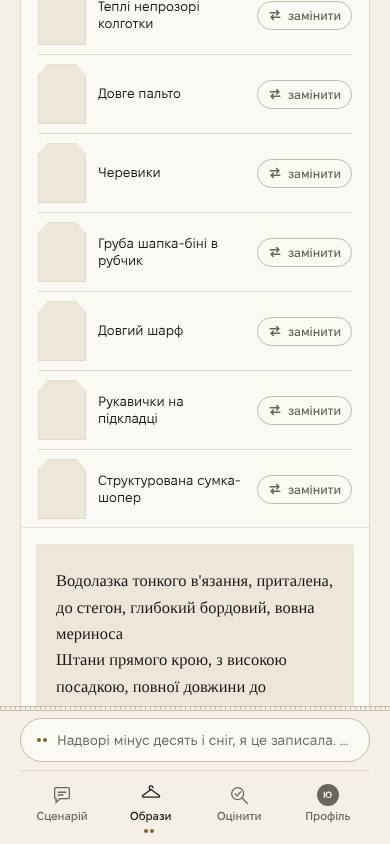 Теплі непрозорі
колготки
замінити
Довге пальто
замінити
Черевики
замінити
Груба шапка-біні в
рубчик
замінити
Довгий шарф
замінити
Рукавички на
підкладці
замінити
Структурована сумка-
шопер
замінити
Водолазка тонкого в'язання, приталена,
до стегон, глибокий бордовий, вовна
мериноса
Штани прямого крою, з високою
посадкою, повної довжини до
Надворі мінус десять і сніг, я це записала. ...
Сценарій
Образи
Оцінити
Ю
Профіль